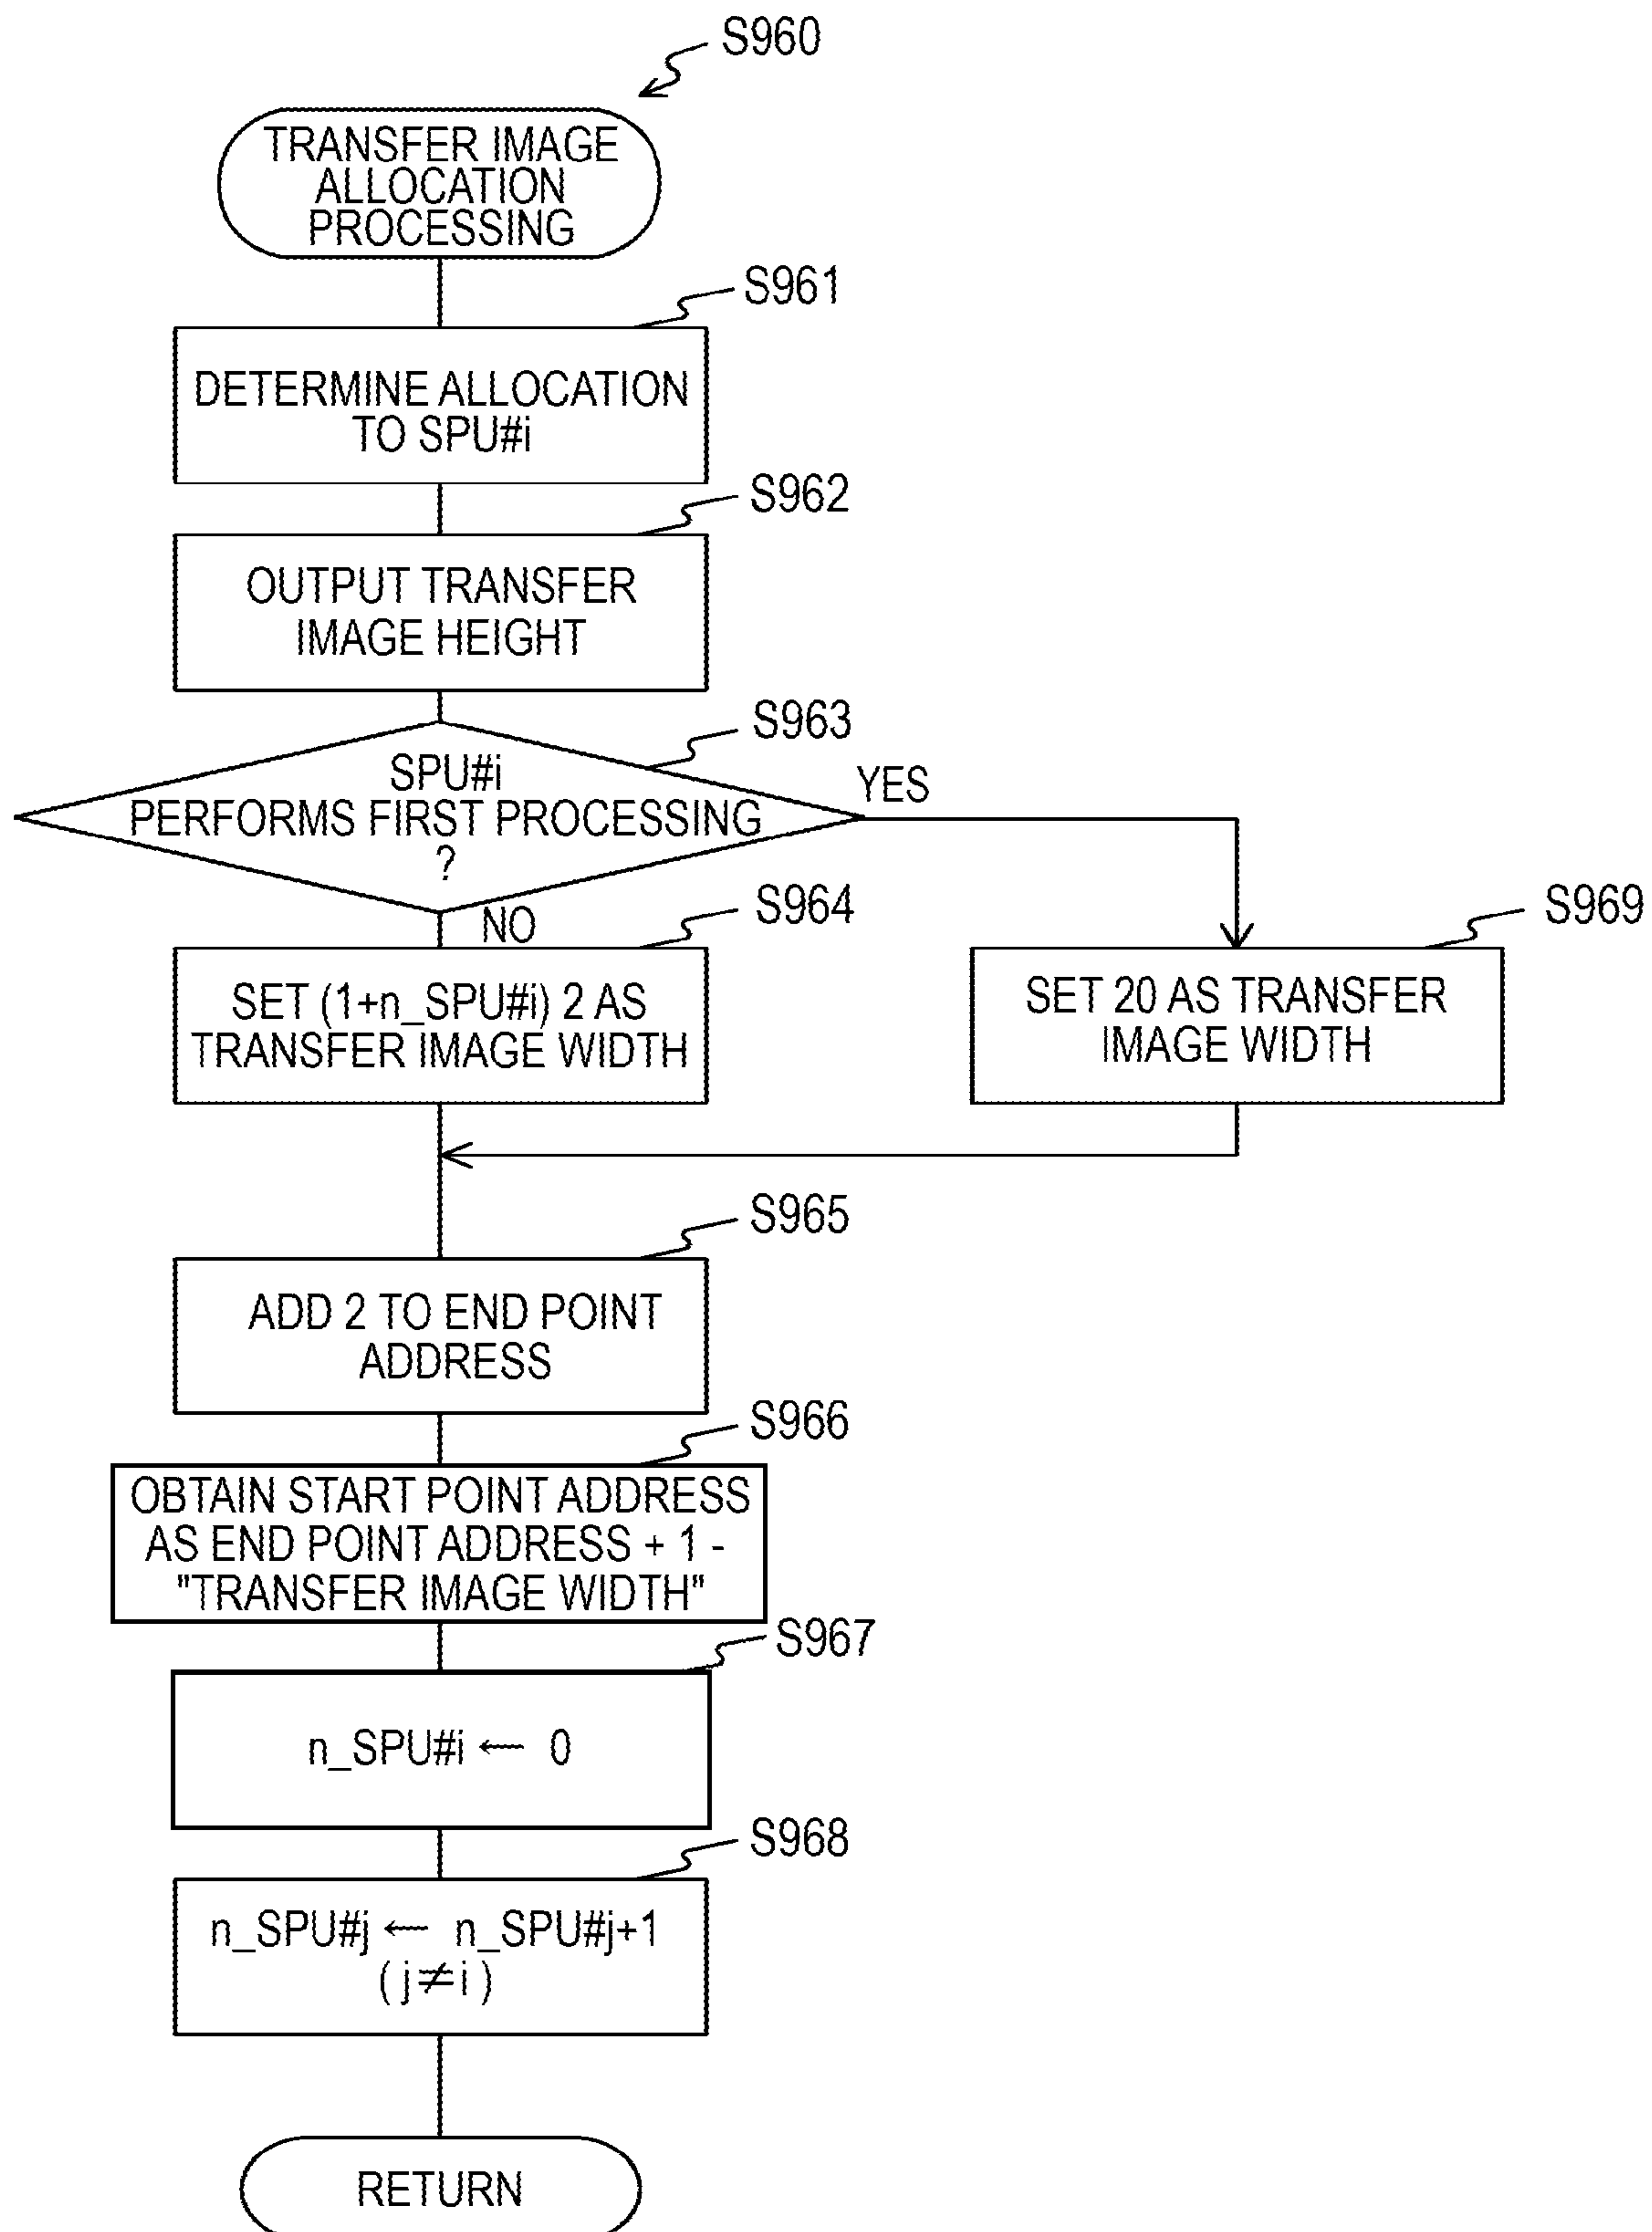 S960
TRANSFER IMAGE
ALLOCATION
PROCESSING
S961
DETERMINE ALLOCATION
TO SPU#i
S962
OUTPUT TRANSFER
IMAGE HEIGHT
S963
SPU#i
PERFORMS FIRST PROCESSING
?
YES
NO
S964
SET (1+n_SPU#i) 2 AS
TRANSFER IMAGE WIDTH
S969
SET 20 AS TRANSFER
IMAGE WIDTH
S965
ADD 2 TO END POINT
ADDRESS
S966
OBTAIN START POINT ADDRESS
AS END POINT ADDRESS + 1 -
"TRANSFER IMAGE WIDTH"
S967
n_SPU#i ← 0
S968
n_SPU#j ← n_SPU#j+1
( j≠i )
RETURN